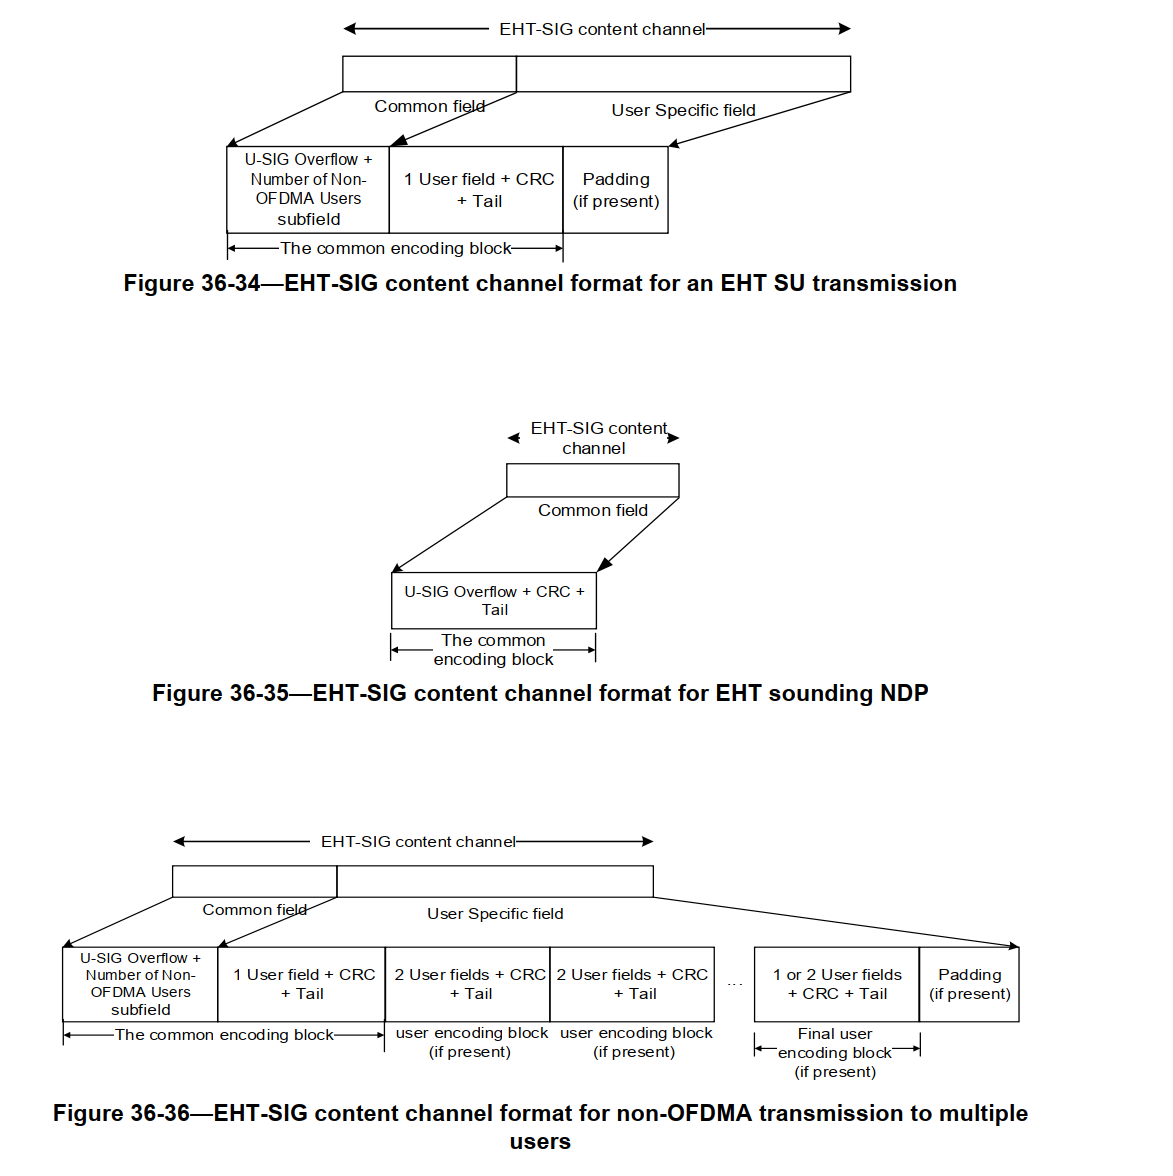 EHT-SIG content channel
Common field
User Specific field
U-SIG Overflow +
Number of Non-
OFDMA Users
subfield
1 User field + CRC
+ Tail
Padding
(if present)
The common encoding block
Figure 36-34—EHT-SIG content channel format for an EHT SU transmission
EHT-SIG content
channel
Common field
U-SIG Overflow + CRC +
Tail
The common
encoding block
Figure 36-35—EHT-SIG content channel format for EHT sounding NDP
EHT-SIG content channel
Common field
User Specific field
U-SIG Overflow +
Number of Non-
OFDMA Users
subfield
1 User field + CRC
+ Tail
2 User fields + CRC
+ Tail
2 User fields + CRC
+ Tail
...
1 or 2 User fields
+ CRC + Tail
Padding
(if present)
The common encoding block
user encoding block
(if present)
user encoding block
(if present)
Final user
encoding block
(if present)
Figure 36-36—EHT-SIG content channel format for non-OFDMA transmission to multiple
users